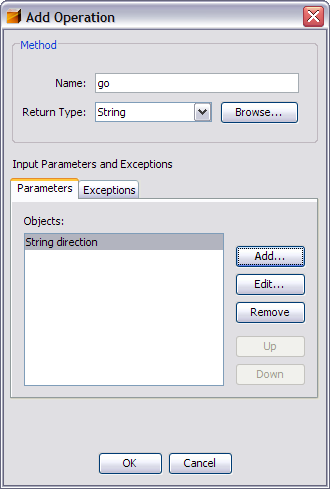 Add Operation
Method
Name: go
Return Type: String Browse...
Input Parameters and Exceptions
Parameters Exceptions
Objects:
String direction
Add...
Edit...
Remove
Up
Down
OK Cancel